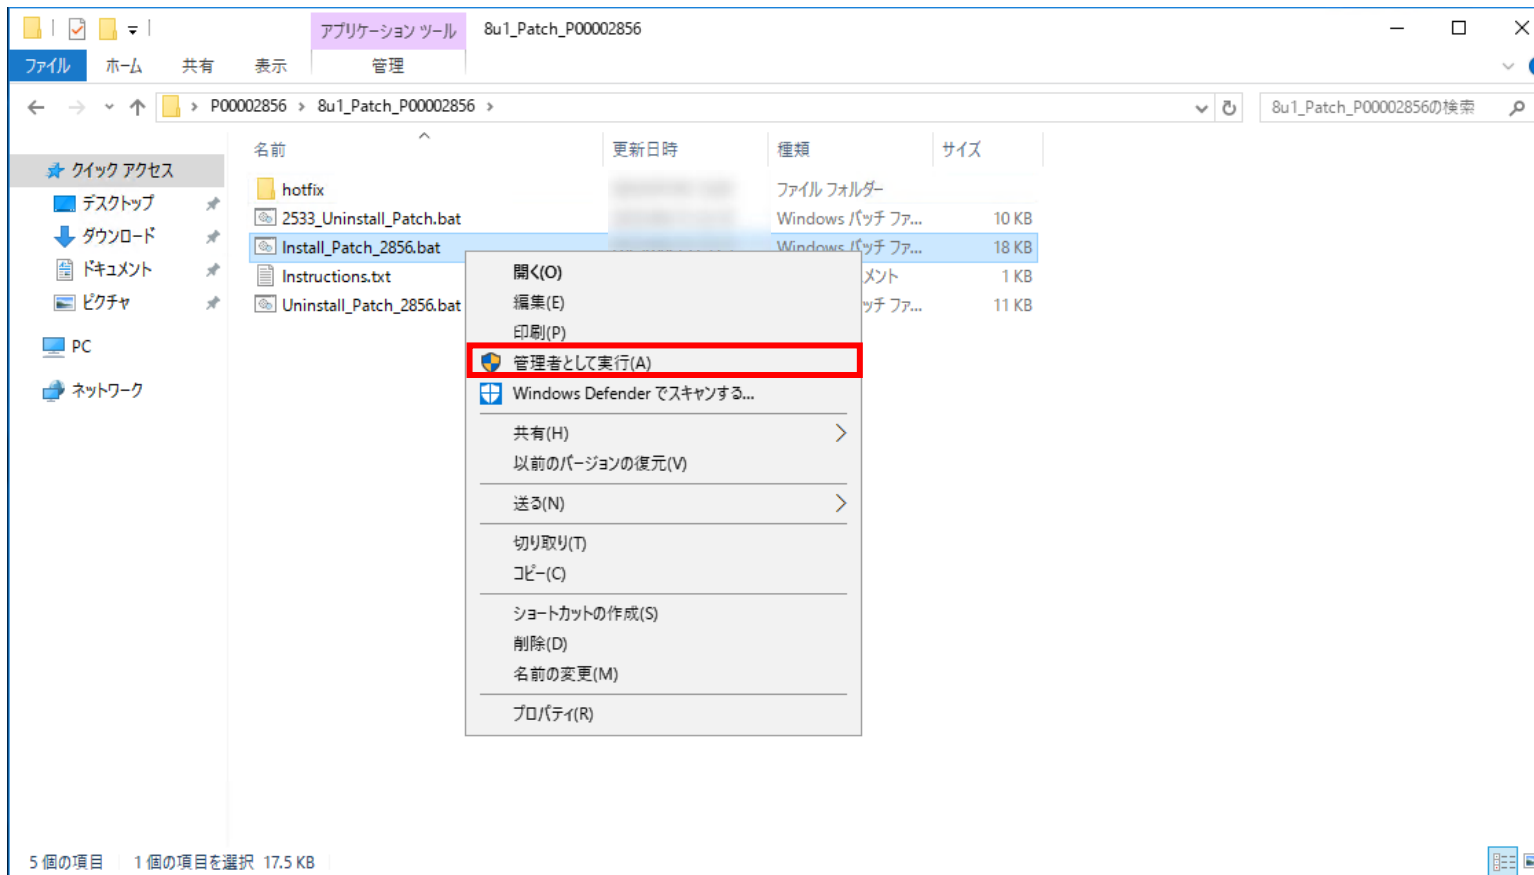 アプリケーション ツール 8u1_Patch_P00002856
ファイル ホーム 共有 表示 管理
P00002856 › 8u1_Patch_P00002856 › 8u1_Patch_P00002856の検索
名前 更新日時 種類 サイズ
クイック アクセス
デスクトップ
ダウンロード
ドキュメント
ピクチャ
PC
ネットワーク
hotfix ファイル フォルダー
2533_Uninstall_Patch.bat Windows バッチ ファ... 10 KB
Install_Patch_2856.bat Windows バッチ ファ... 18 KB
Instructions.txt メント 1 KB
Uninstall_Patch_2856.bat ッチ ファ... 11 KB
開く(O)
編集(E)
印刷(P)
管理者として実行(A)
Windows Defender でスキャンする...
共有(H)
以前のバージョンの復元(V)
送る(N)
切り取り(T)
コピー(C)
ショートカットの作成(S)
削除(D)
名前の変更(M)
プロパティ(R)
5 個の項目 1 個の項目を選択 17.5 KB